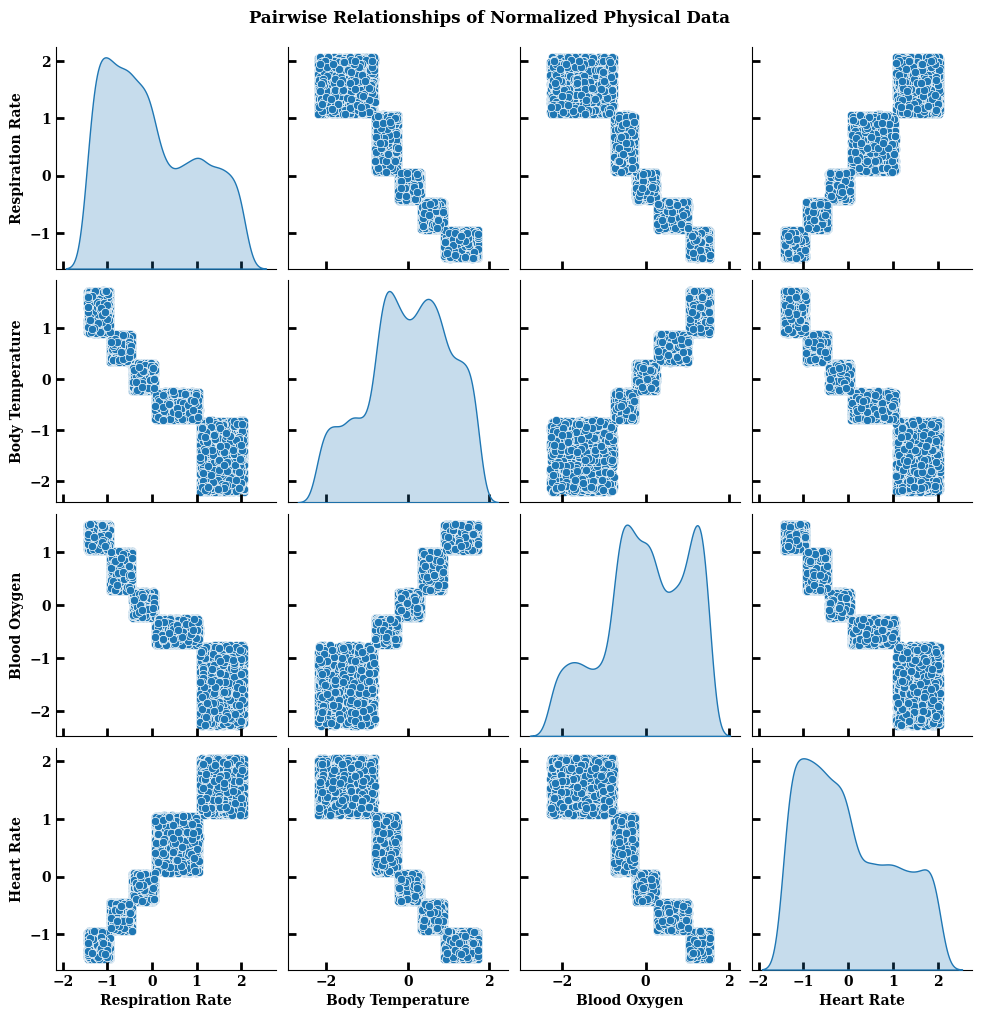 Pairwise Relationships of Normalized Physical Data
Respiration Rate
2
1
0
−1
Body Temperature
1
0
−1
−2
Blood Oxygen
1
0
−1
−2
Heart Rate
2
1
0
−1
−2 −1 0 1 2
−2 0 2
−2 0 2
−2 −1 0 1 2
Respiration Rate
Body Temperature
Blood Oxygen
Heart Rate